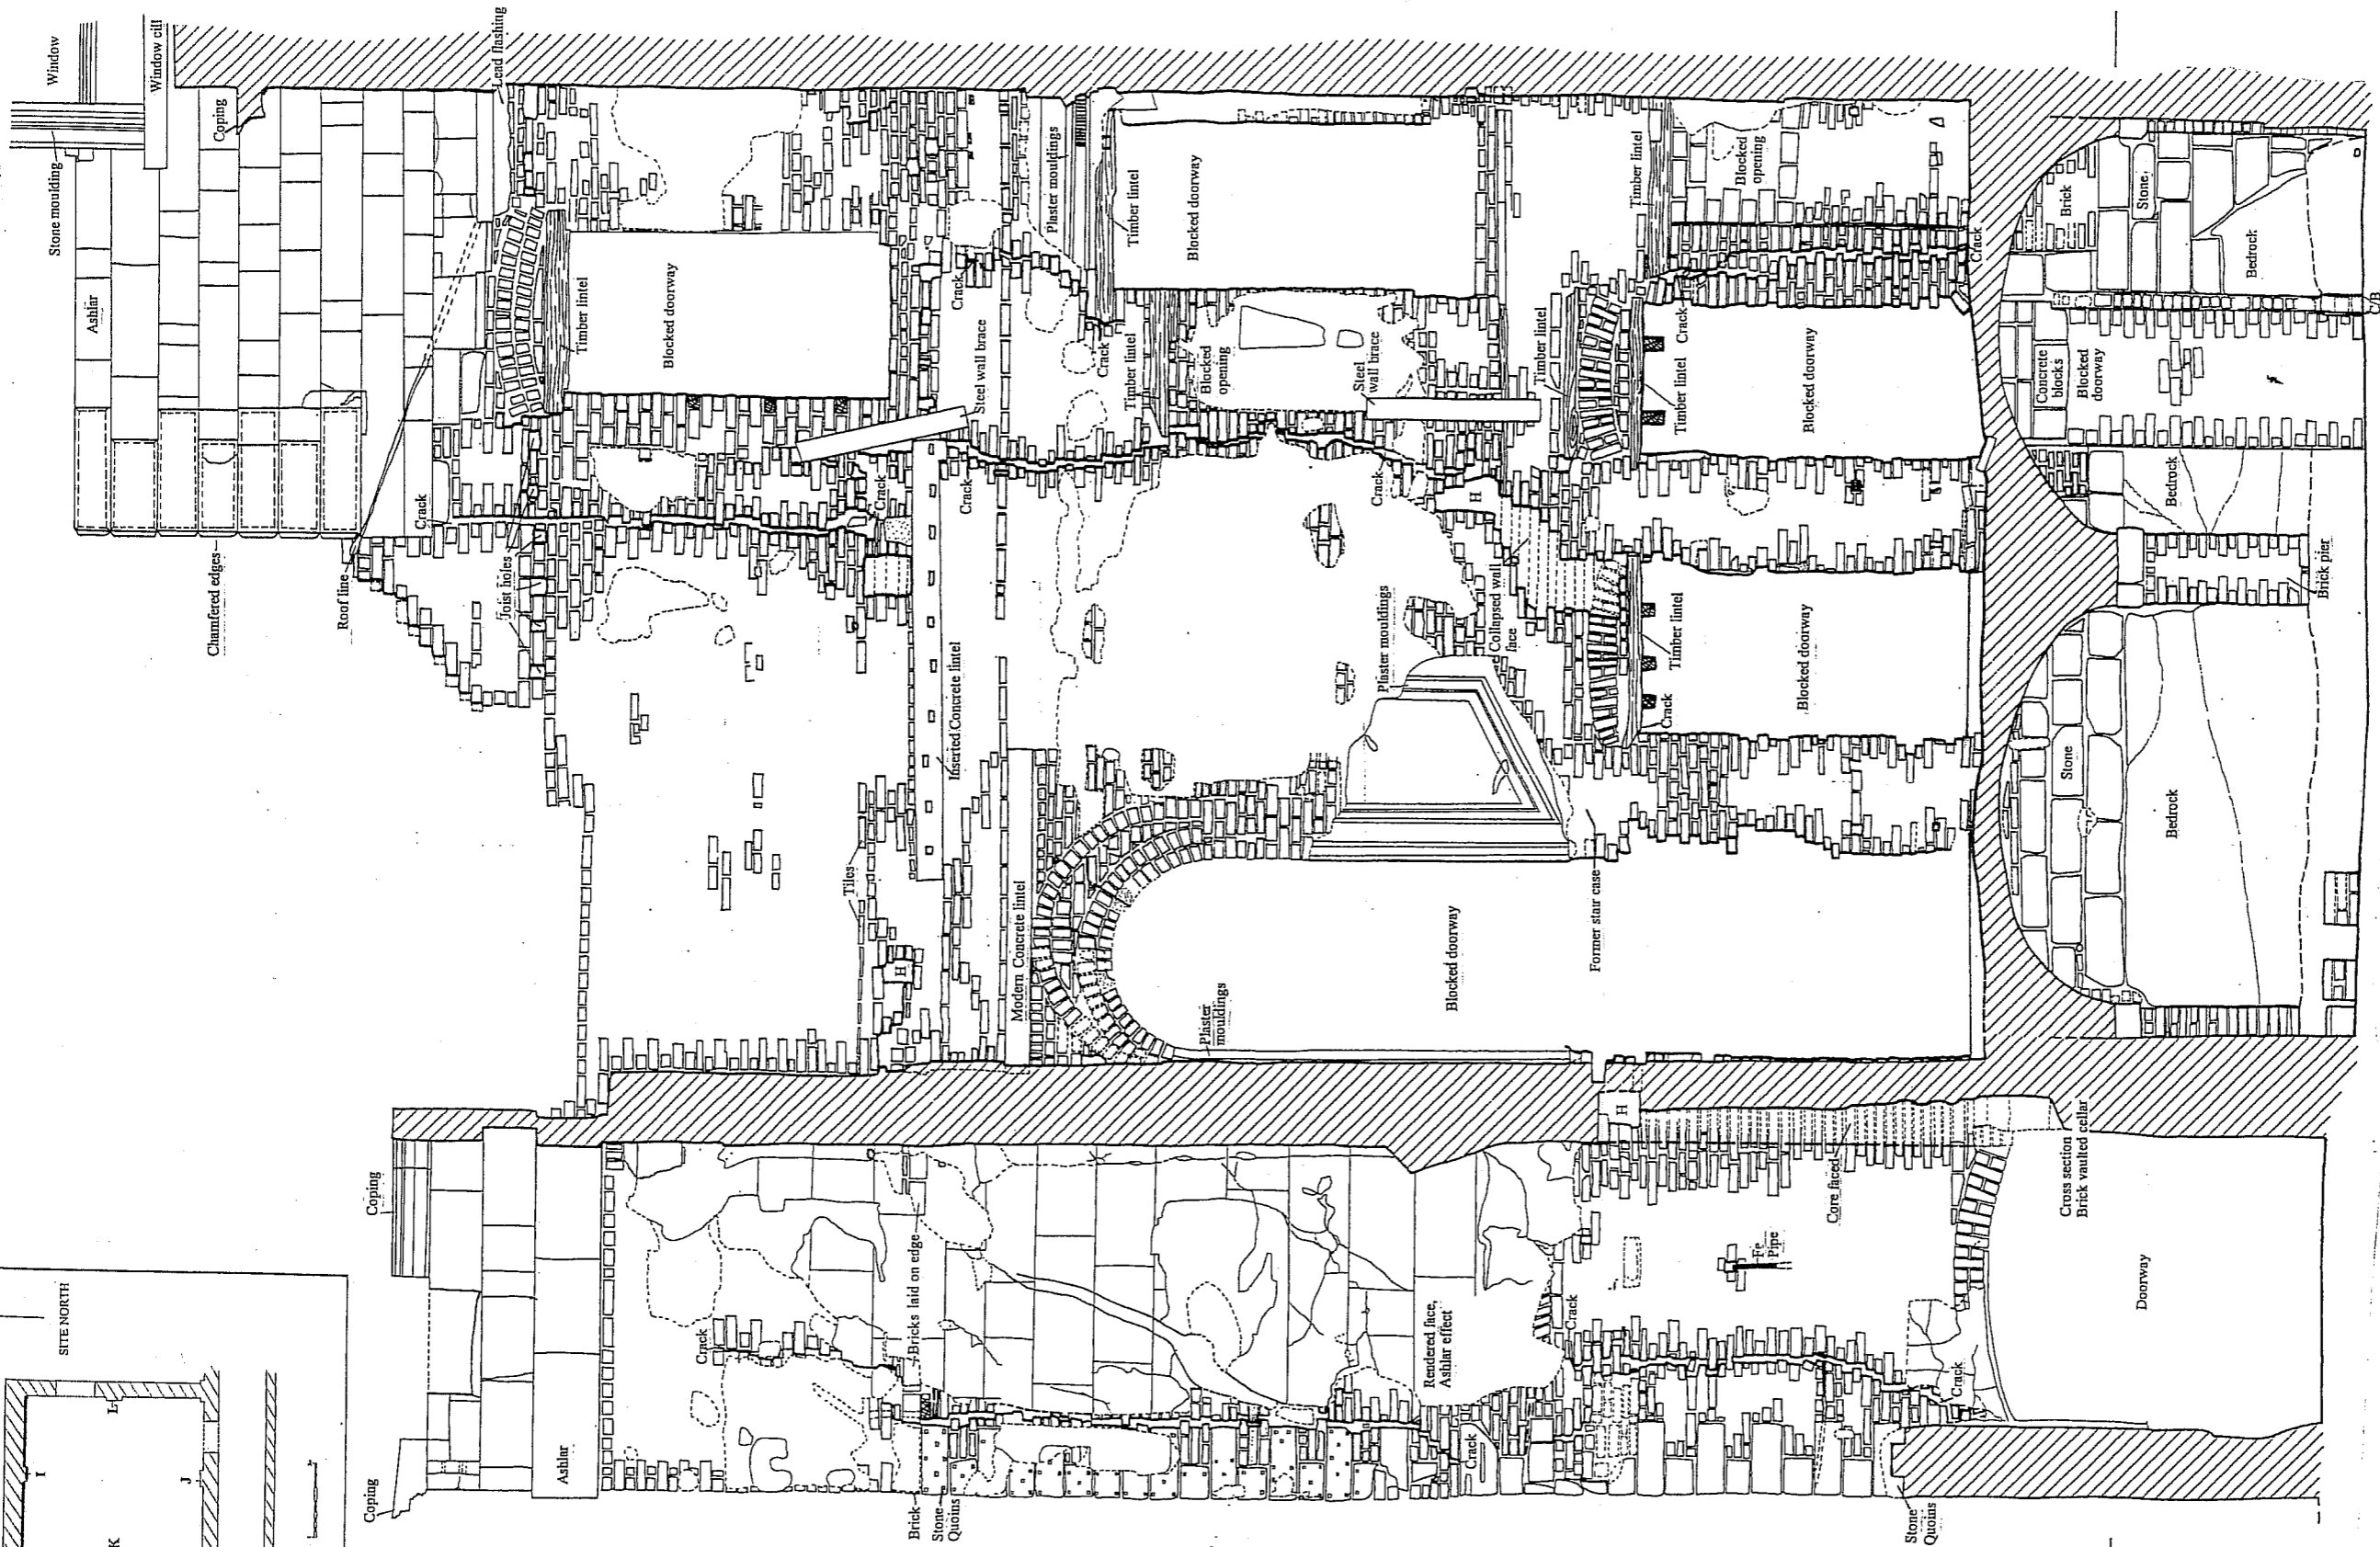 SITE NORTH
I
J
K
L
Coping
Coping
Ashlar
Brick
Stone
Quoins
Crack
Bricks laid on edge
Rendered face,
Ashlar effect
Crack
Crack
Fe
Pipe
Core faced
H
Crack
Stone
Quoins
Cross section
Brick vaulted cellar
Doorway
Window
Stone moulding
Window cill
Ashlar
Coping
Chamfered edges
Roof line
Crack
Lead flashing
Joist holes
Timber lintel
Blocked doorway
Tiles
H
Crack
Inserted Concrete lintel
Crack
Crack
Steel wall brace
Modern Concrete lintel
Plaster mouldings
Crack
Timber lintel
Timber lintel
Blocked doorway
Blocked
opening
Plaster
mouldings
Steel
wall brace
Crack
Plaster mouldings
H
Blocked doorway
Collapsed wall
face
Timber lintel
Former stair case
Timber lintel
Crack
Crack
Timber lintel
Timber lintel
Blocked
opening
Blocked doorway
Blocked doorway
Crack
Stone
Brick
Stone
Concrete
blocks
Blocked
doorway
Bedrock
Bedrock
Bedrock
Brick pier
C/B